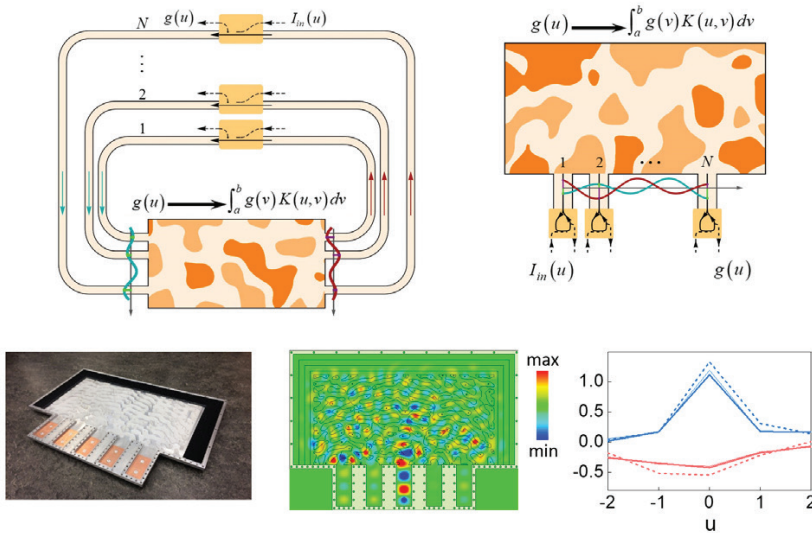 N g(u) I_in(u)
⋮
2
1
g(u) ⟶ ∫_a^b g(v) K(u,v) dv
g(u) ⟶ ∫_a^b g(v) K(u,v) dv
1 2 ... N
I_in(u) g(u)
max
min
1.0
0.5
0.0
-0.5
-2 -1 0 1 2
u